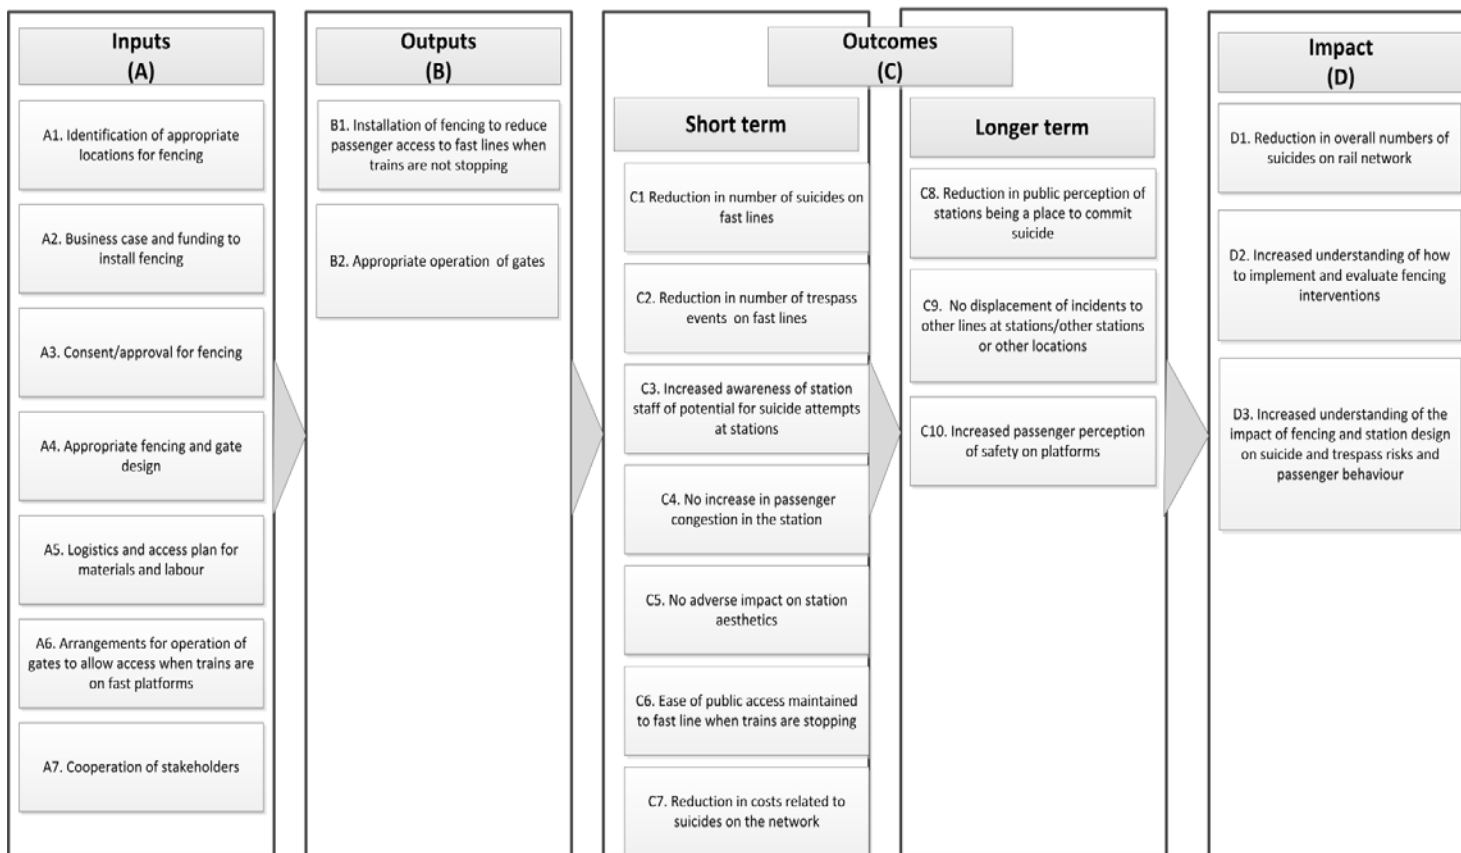 Inputs
(A)
A1. Identification of appropriate
locations for fencing
A2. Business case and funding to
install fencing
A3. Consent/approval for fencing
A4. Appropriate fencing and gate
design
A5. Logistics and access plan for
materials and labour
A6. Arrangements for operation of
gates to allow access when trains are
on fast platforms
A7. Cooperation of stakeholders
Outputs
(B)
B1. Installation of fencing to reduce
passenger access to fast lines when
trains are not stopping
B2. Appropriate operation of gates
Outcomes
(C)
Short term
C1 Reduction in number of suicides on
fast lines
C2. Reduction in number of trespass
events on fast lines
C3. Increased awareness of station
staff of potential for suicide attempts
at stations
C4. No increase in passenger
congestion in the station
C5. No adverse impact on station
aesthetics
C6. Ease of public access maintained
to fast line when trains are stopping
C7. Reduction in costs related to
suicides on the network
Longer term
C8. Reduction in public perception of
stations being a place to commit
suicide
C9. No displacement of incidents to
other lines at stations/other stations
or other locations
C10. Increased passenger perception
of safety on platforms
Impact
(D)
D1. Reduction in overall numbers of
suicides on rail network
D2. Increased understanding of how
to implement and evaluate fencing
interventions
D3. Increased understanding of the
impact of fencing and station design
on suicide and trespass risks and
passenger behaviour